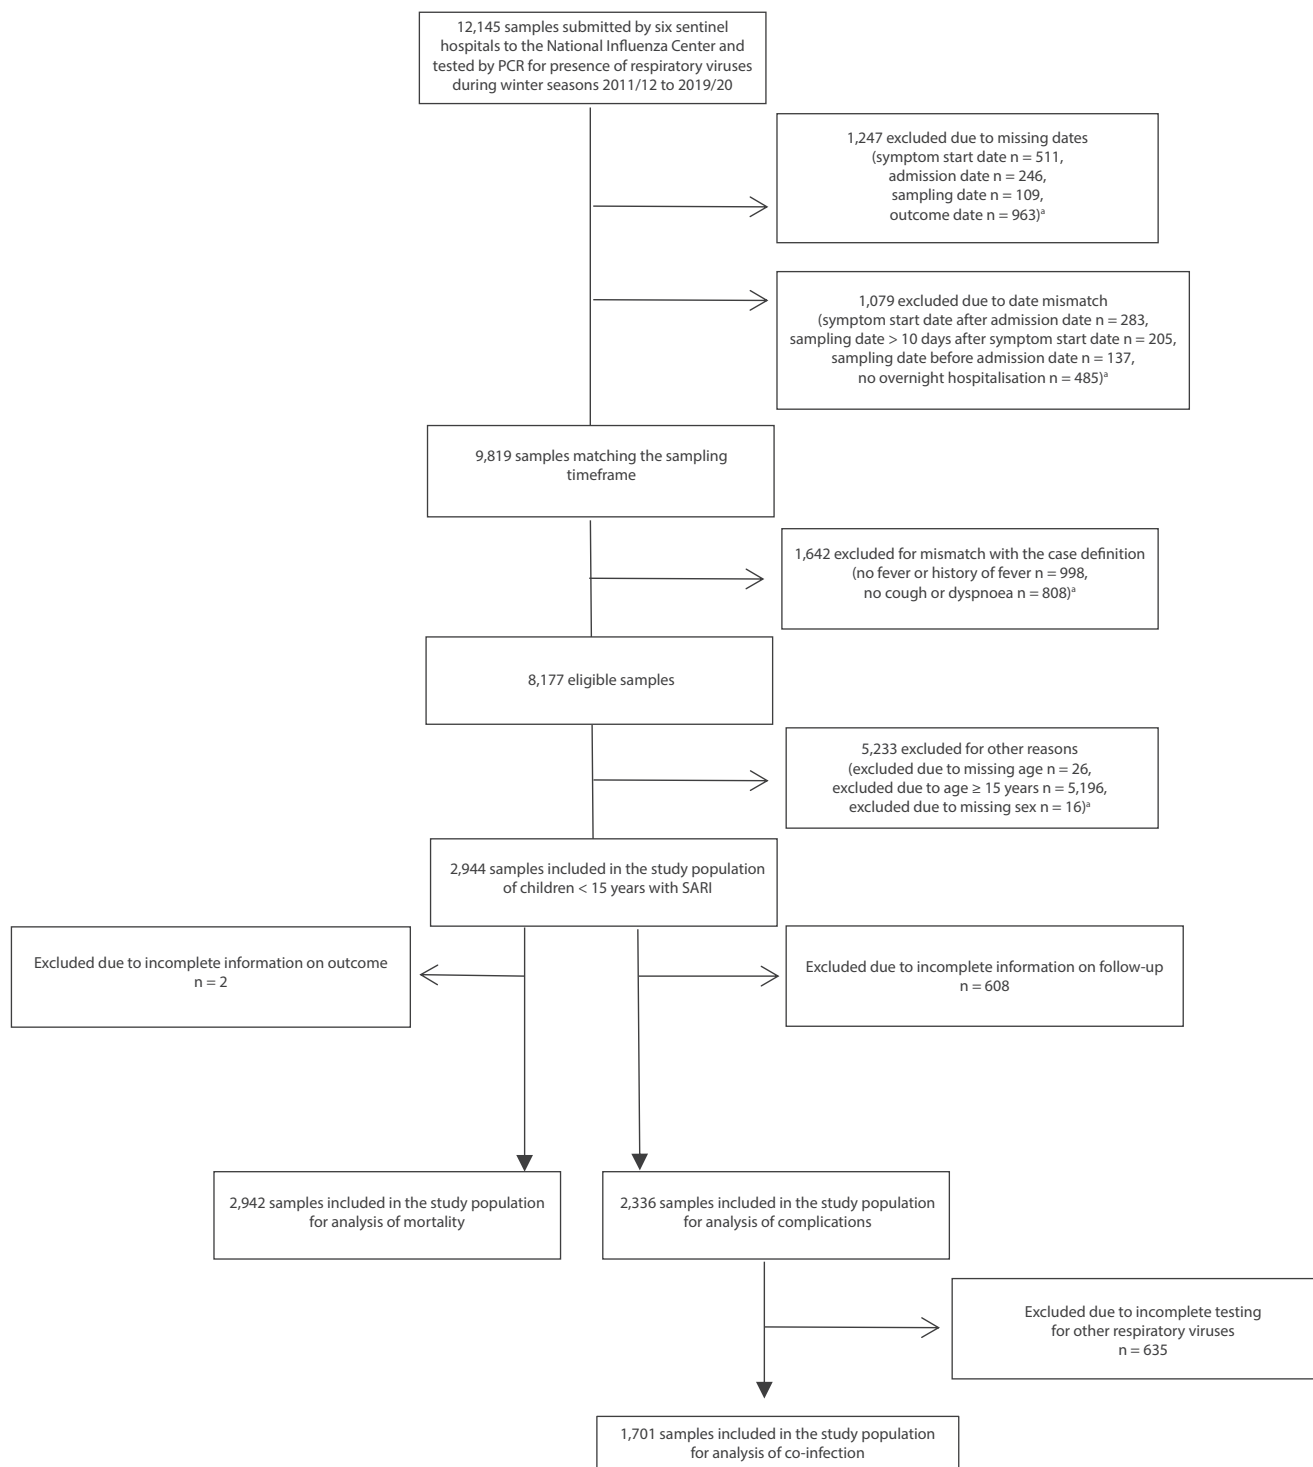 12,145 samples submitted by six sentinel
hospitals to the National Influenza Center and
tested by PCR for presence of respiratory viruses
during winter seasons 2011/12 to 2019/20
1,247 excluded due to missing dates
(symptom start date n = 511,
admission date n = 246,
sampling date n = 109,
outcome date n = 963)ᵃ
1,079 excluded due to date mismatch
(symptom start date after admission date n = 283,
sampling date > 10 days after symptom start date n = 205,
sampling date before admission date n = 137,
no overnight hospitalisation n = 485)ᵃ
9,819 samples matching the sampling
timeframe
1,642 excluded for mismatch with the case definition
(no fever or history of fever n = 998,
no cough or dyspnoea n = 808)ᵃ
8,177 eligible samples
5,233 excluded for other reasons
(excluded due to missing age n = 26,
excluded due to age ≥ 15 years n = 5,196,
excluded due to missing sex n = 16)ᵃ
2,944 samples included in the study population
of children < 15 years with SARI
Excluded due to incomplete information on outcome
n = 2
Excluded due to incomplete information on follow-up
n = 608
2,942 samples included in the study population
for analysis of mortality
2,336 samples included in the study population
for analysis of complications
Excluded due to incomplete testing
for other respiratory viruses
n = 635
1,701 samples included in the study population
for analysis of co-infection